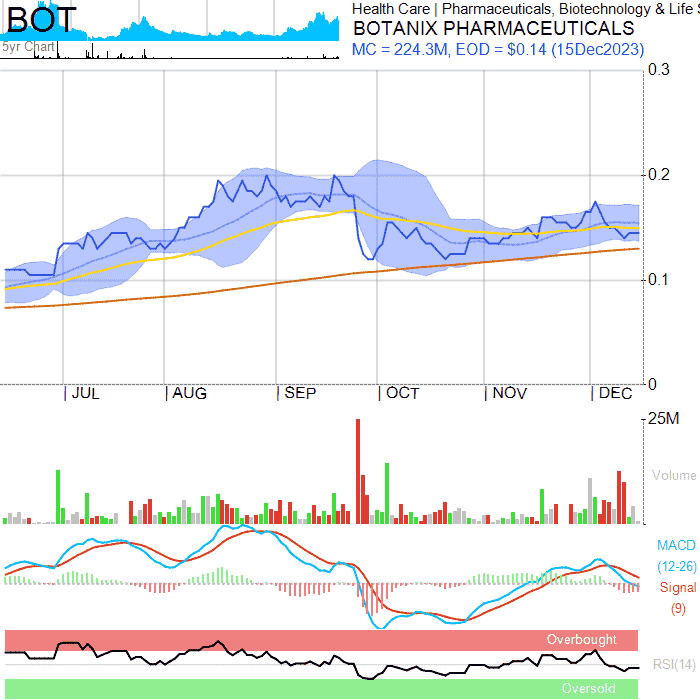 BOT
5yr Chart
Health Care | Pharmaceuticals, Biotechnology & Life S
BOTANIX PHARMACEUTICALS
MC = 224.3M, EOD = $0.14 (15Dec2023)
0.3
0.2
0.1
0
JUL AUG SEP OCT NOV DEC
25M
Volume
MACD
(12-26)
Signal
(9)
Overbought
RSI(14)
Oversold